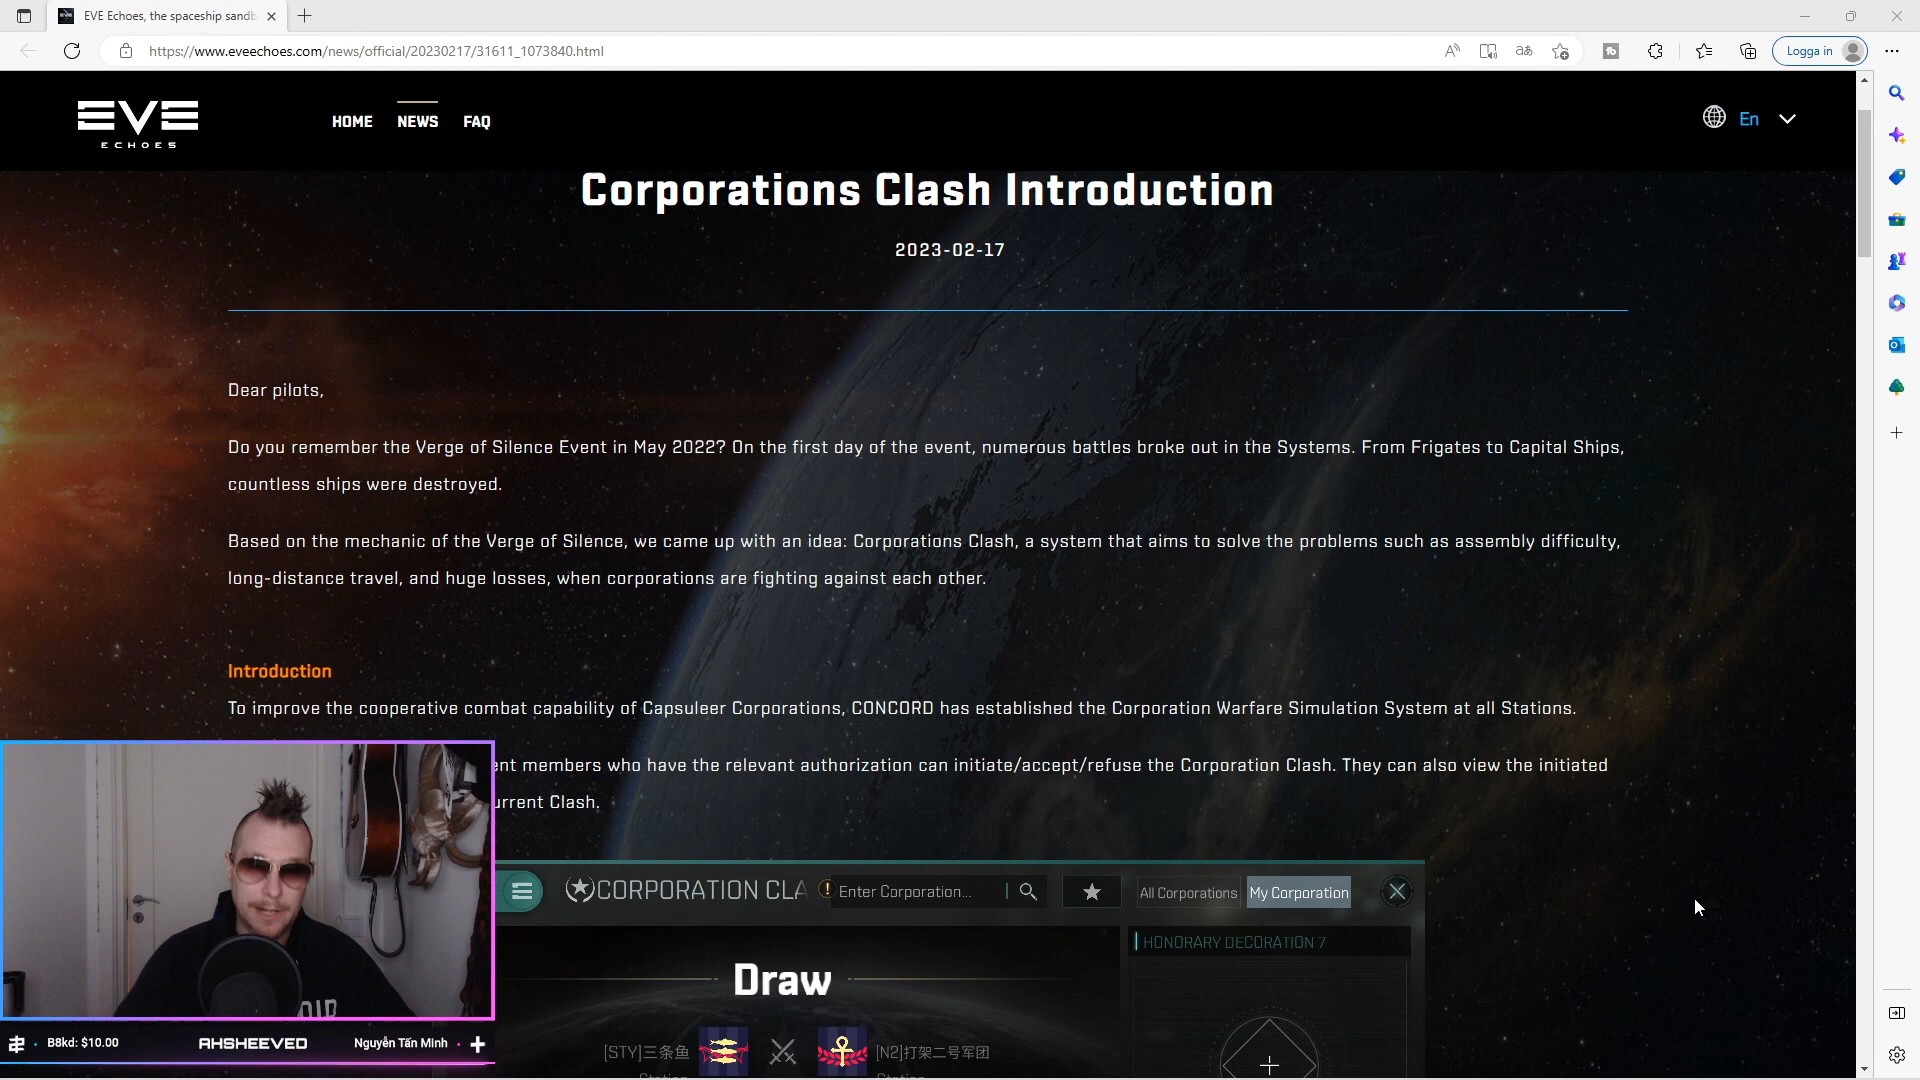 EVE Echoes, the spaceship sandb
https://www.eveechoes.com/news/official/20230217/31611_1073840.html
Logga in
EVE
ECHOES
HOME
NEWS
FAQ
En
Corporations Clash Introduction
2023-02-17
Dear pilots,
Do you remember the Verge of Silence Event in May 2022? On the first day of the event, numerous battles broke out in the Systems. From Frigates to Capital Ships,
countless ships were destroyed.
Based on the mechanic of the Verge of Silence, we came up with an idea: Corporations Clash, a system that aims to solve the problems such as assembly difficulty,
long-distance travel, and huge losses, when corporations are fighting against each other.
Introduction
To improve the cooperative combat capability of Capsuleer Corporations, CONCORD has established the Corporation Warfare Simulation System at all Stations.
ent members who have the relevant authorization can initiate/accept/refuse the Corporation Clash. They can also view the initiated
urrent Clash.
CORPORATION CLA
Enter Corporation...
All Corporations
My Corporation
HONORARY DECORATION 7
Draw
[STY]三条鱼
[N2]打架二号军团
B8kd: $10.00
AHSHEEVED
Nguyễn Tấn Minh